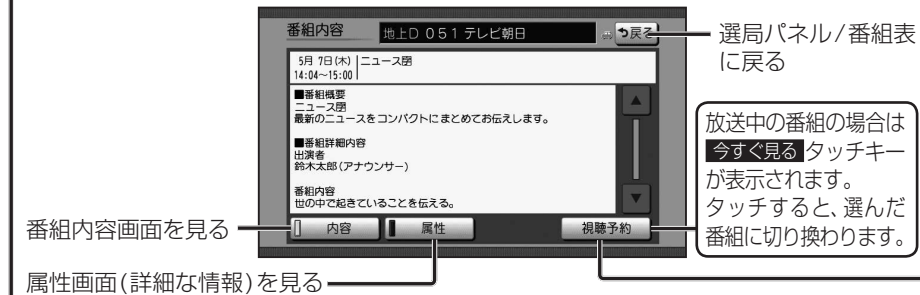 番組内容
地上D 051 テレビ朝日
戻る
選局パネル/番組表
に戻る
5月 7日(木)
14:04~15:00
ニュース閉
■番組概要
ニュース閉
最新のニュースをコンパクトにまとめてお伝えします。
■番組詳細内容
出演者
鈴木太郎(アナウンサー)
番組内容
世の中で起きていることを伝える。
放送中の番組の場合は
今すぐ見る タッチキー
が表示されます。
タッチすると、選んだ
番組に切り換わります。
番組内容画面を見る
内容
属性
視聴予約
属性画面(詳細な情報)を見る